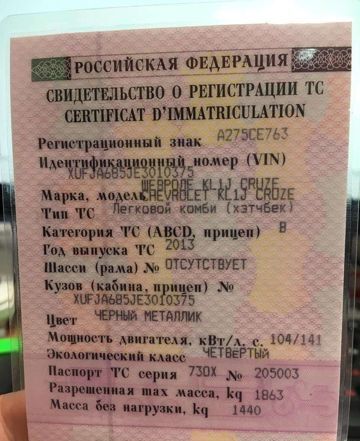 РОССИЙСКАЯ ФЕДЕРАЦИЯ
СВИДЕТЕЛЬСТВО О РЕГИСТРАЦИИ ТС
CERTIFICAT D'IMMATRICULATION
Регистрационный знак А275СЕ763
Идентификационный номер (VIN)
XUFJA685JE3010375
ШЕВРОЛЕ KL1J CRUZE
Марка, модель CHEVROLET KL1J CRUZE
Тип ТС Легковой комби (хэтчбек)
Категория ТС (ABCD, прицеп) B
Год выпуска ТС 2013
Шасси (рама) № ОТСУТСТВУЕТ
Кузов (кабина, прицеп) №
XUFJA685JE3010375
Цвет ЧЕРНЫЙ МЕТАЛЛИК
Мощность двигателя, кВт/л. с. 104/141
Экологический класс ЧЕТВЕРТЫЙ
Паспорт ТС серия 73ОХ № 205003
Разрешенная max масса, kg 1863
Масса без нагрузки, kg 1440